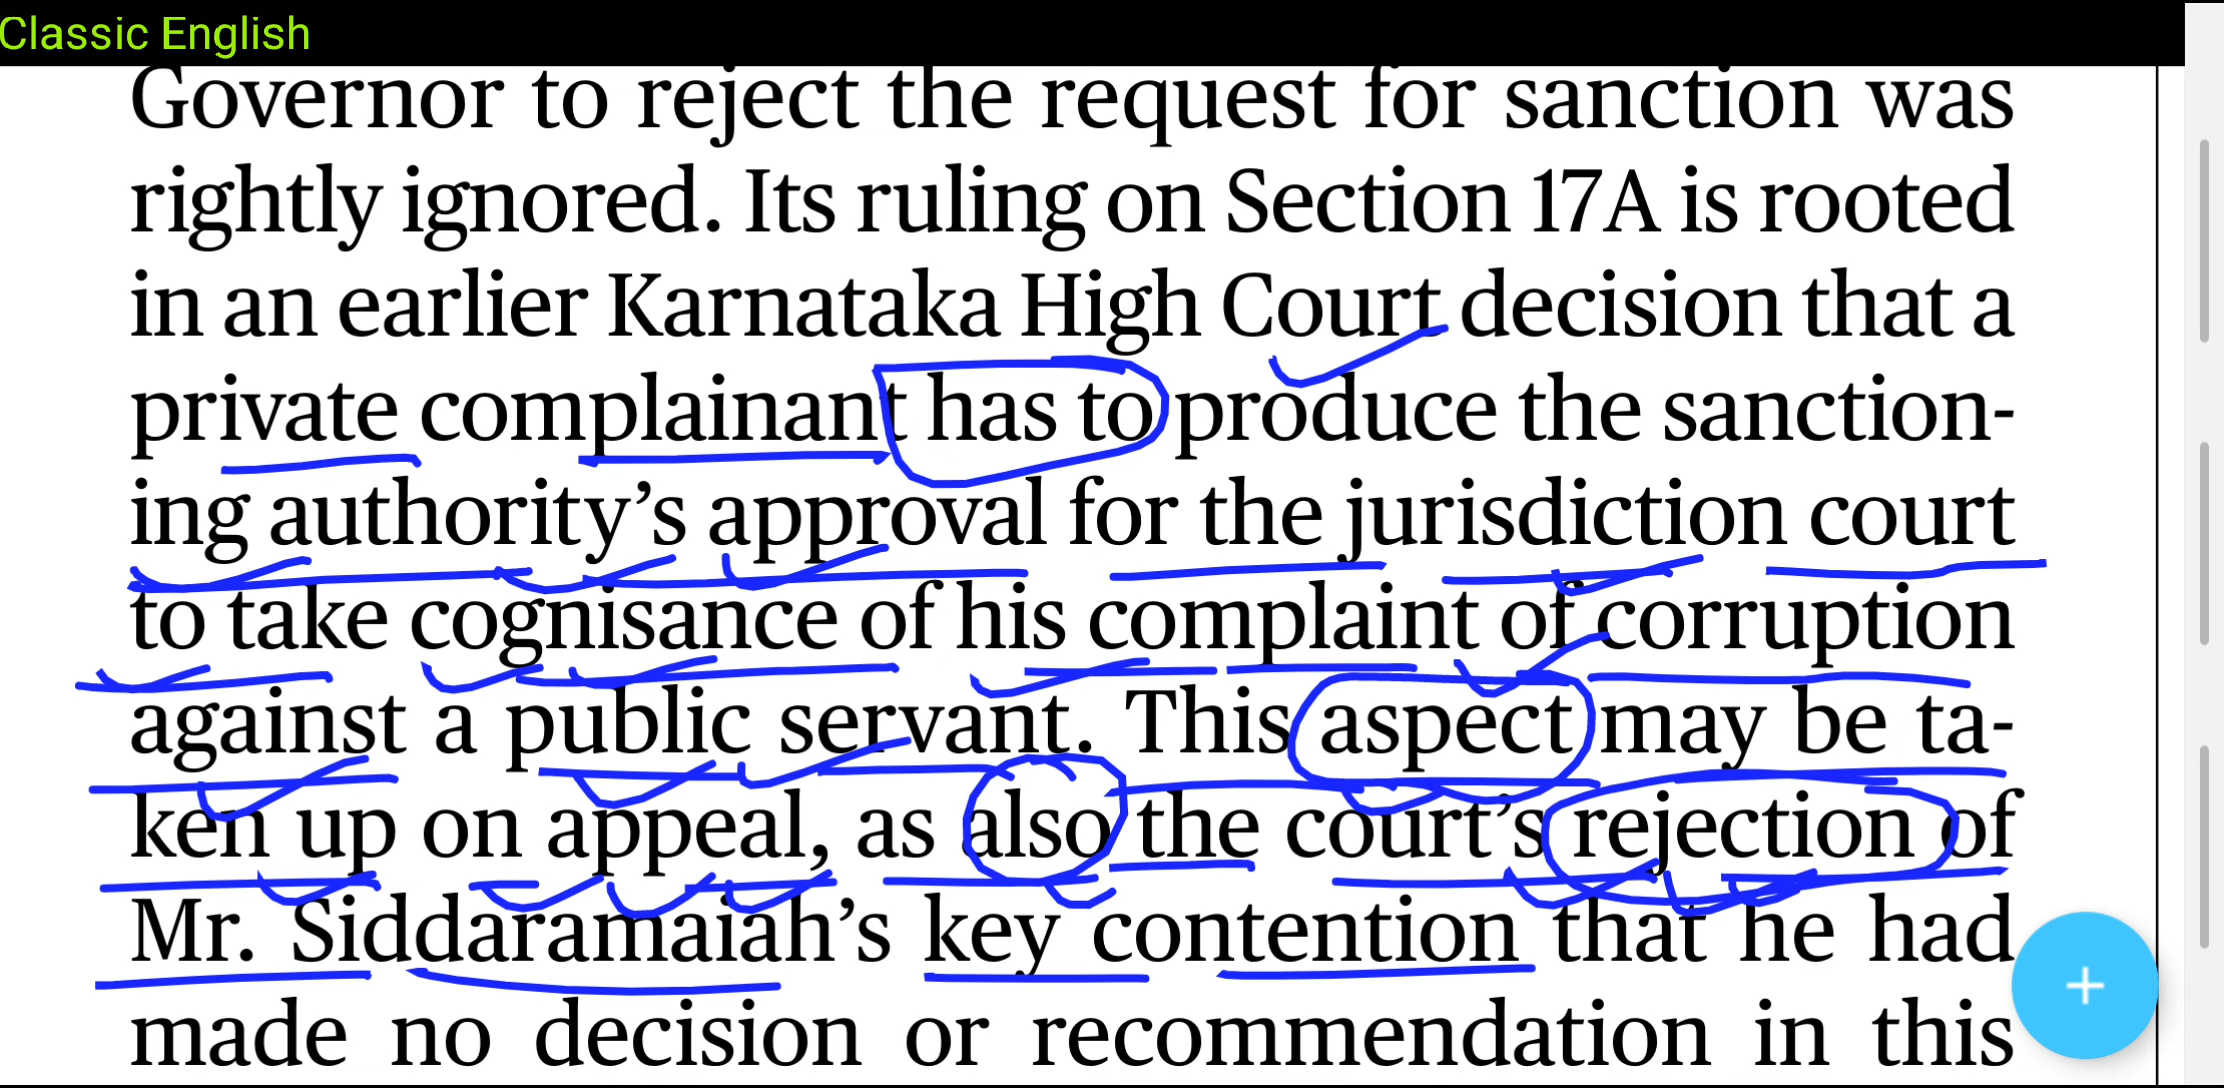 Classic English
Governor to reject the request for sanction was
rightly ignored. Its ruling on Section 17A is rooted
in an earlier Karnataka High Court decision that a
private complainant has to produce the sanction-
ing authority’s approval for the jurisdiction court
to take cognisance of his complaint of corruption
against a public servant. This aspect may be ta-
ken up on appeal, as also the court’s rejection of
Mr. Siddaramaiah’s key contention that he had
made no decision or recommendation in this
+